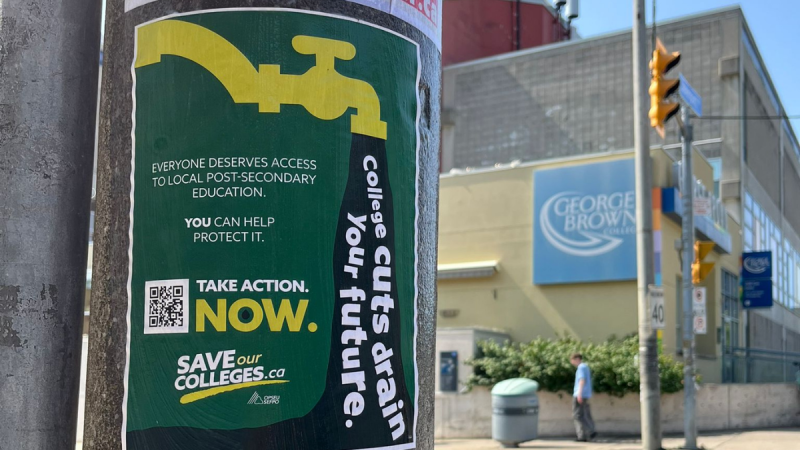 EVERYONE DESERVES ACCESS
TO LOCAL POST-SECONDARY
EDUCATION.
YOU CAN HELP
PROTECT IT.
TAKE ACTION.
NOW.
SAVE our
COLLEGES.ca
OPSEU
SEFPO
College cuts drain
Your future.
GEORGE
BROWN
COLLEGE
40